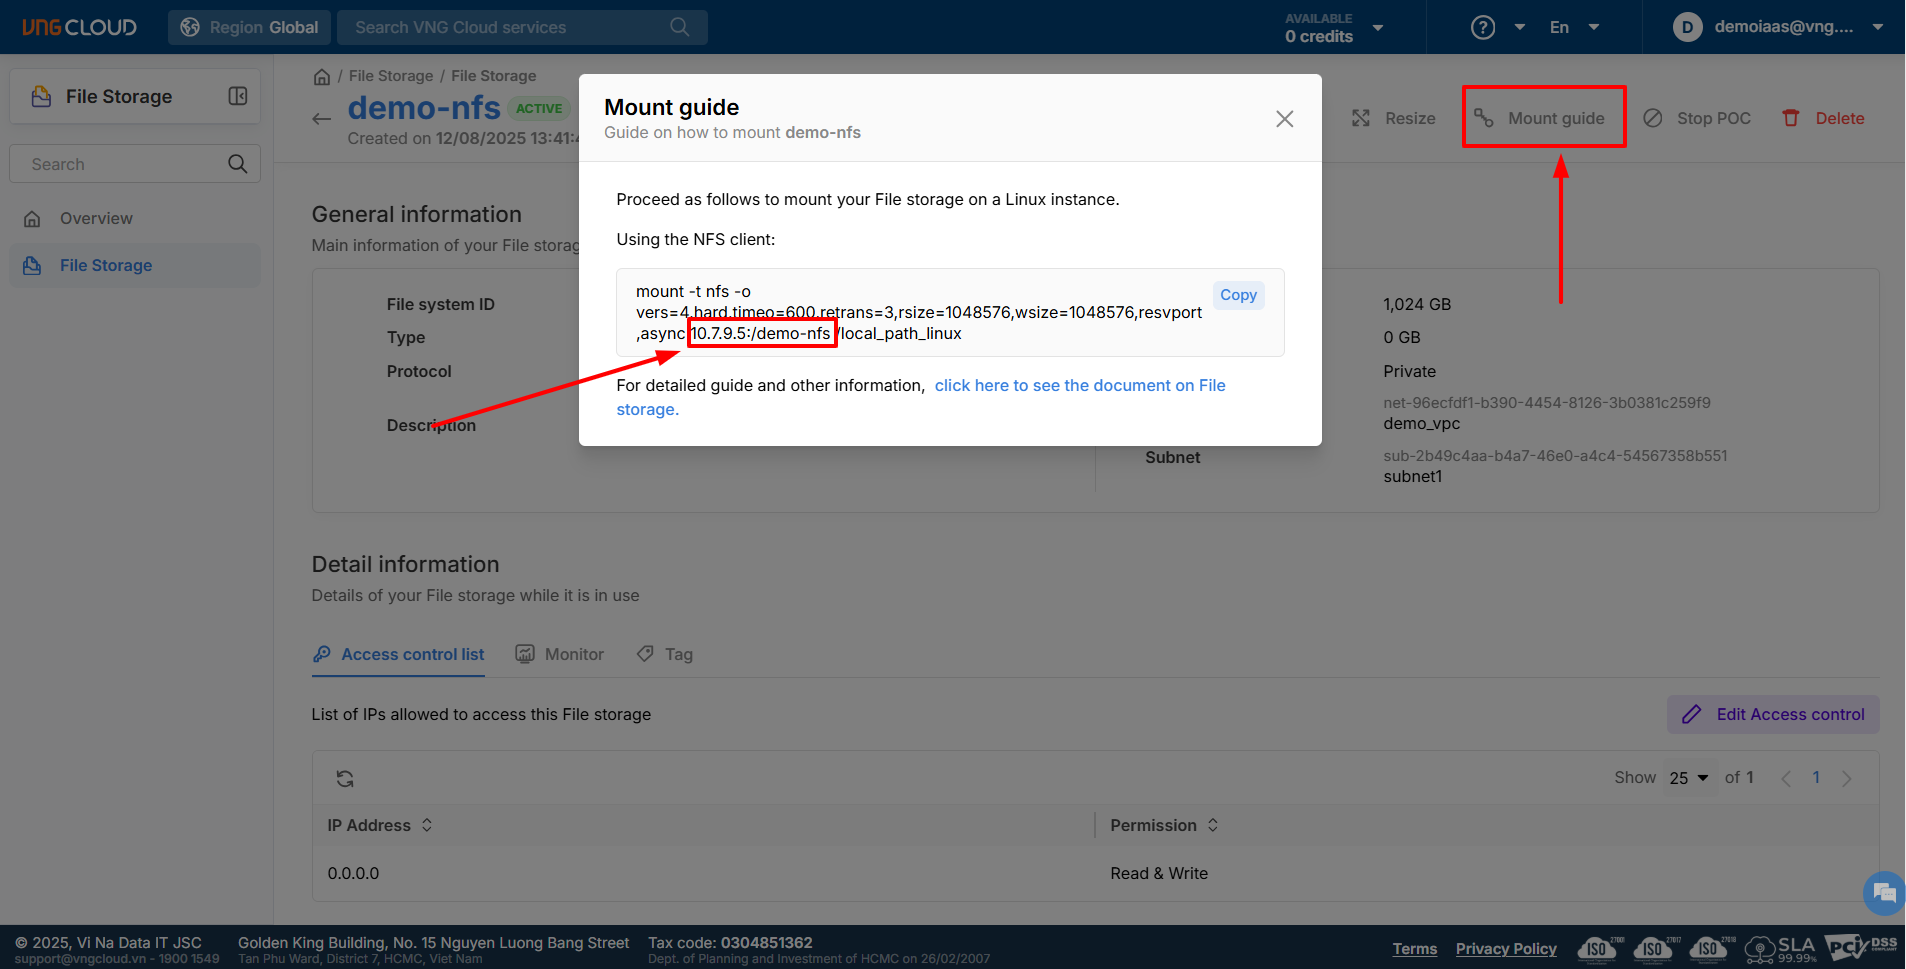 VNG CLOUD
Region Global
Search VNG Cloud services
AVAILABLE
0 credits
?
En
D
demoiaas@vng....
File Storage
Search
Overview
File Storage
/ File Storage / File Storage
demo-nfs
ACTIVE
Created on 12/08/2025 13:41:4
Resize
Mount guide
Stop POC
Delete
General information
Main information of your File storag
File system ID
Type
Protocol
Description
1,024 GB
0 GB
Private
net-96ecfdf1-b390-4454-8126-3b0381c259f9
demo_vpc
Subnet
sub-2b49c4aa-b4a7-46e0-a4c4-54567358b551
subnet1
Mount guide
Guide on how to mount demo-nfs
Proceed as follows to mount your File storage on a Linux instance.
Using the NFS client:
mount -t nfs -o
vers=4,hard,timeo=600,retrans=3,rsize=1048576,wsize=1048576,resvport
,async 10.7.9.5:/demo-nfs /local_path_linux
Copy
For detailed guide and other information, click here to see the document on File
storage.
Detail information
Details of your File storage while it is in use
Access control list
Monitor
Tag
List of IPs allowed to access this File storage
Edit Access control
Show 25 of 1
1
IP Address
Permission
0.0.0.0
Read & Write
© 2025, Vi Na Data IT JSC
support@vngcloud.vn - 1900 1549
Golden King Building, No. 15 Nguyen Luong Bang Street
Tan Phu Ward, District 7, HCMC, Viet Nam
Tax code: 0304851362
Dept. of Planning and Investment of HCMC on 26/02/2007
Terms
Privacy Policy
ISO 27001
ISO 27017
ISO 27018
SLA
99.99%
PCI DSS
COMPLIANT